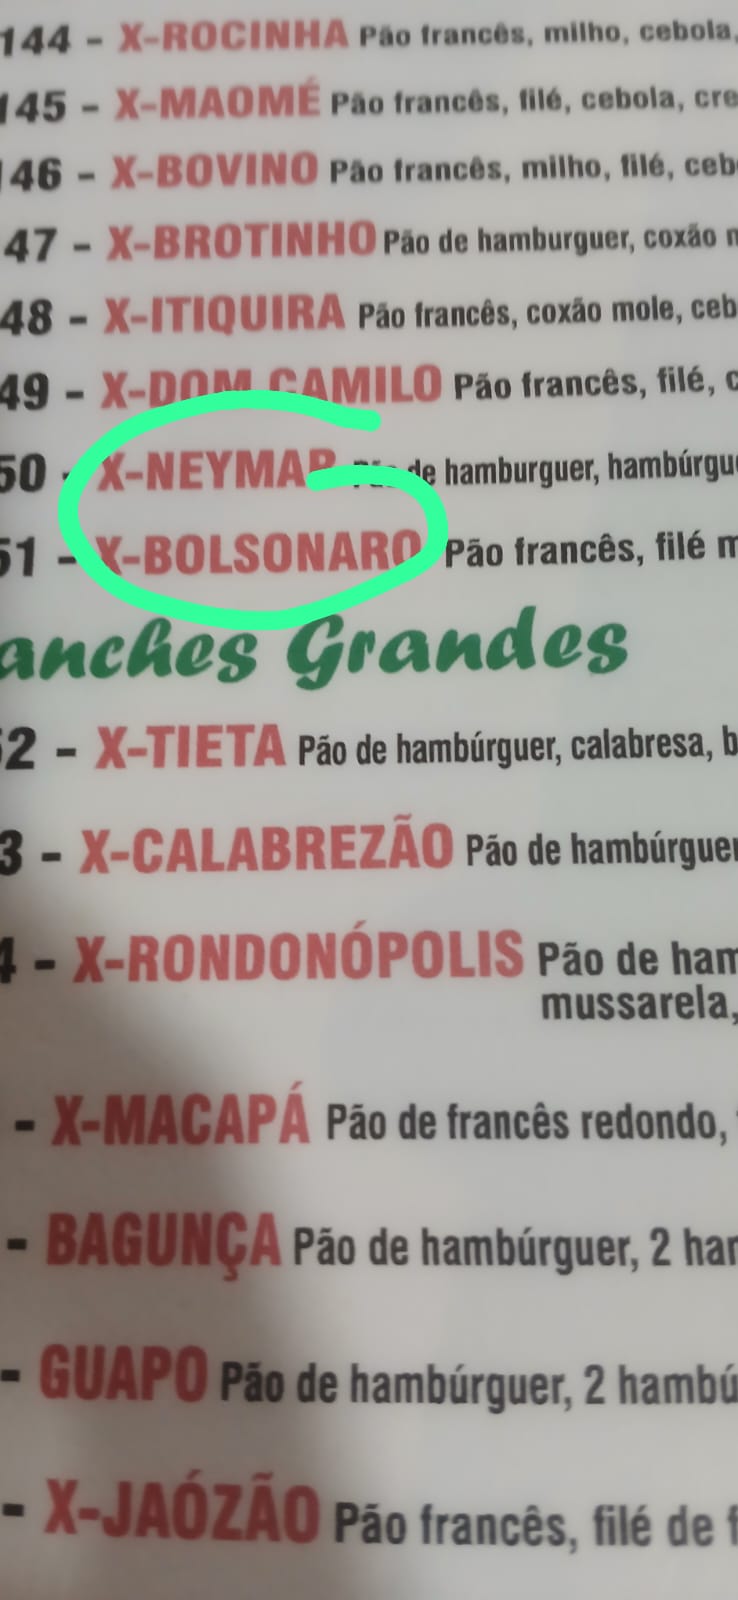 144 - X-ROCINHA Pão francês, milho, cebola,
145 - X-MAOMÉ Pão francês, filé, cebola, cre
146 - X-BOVINO Pão francês, milho, filé, ceb
47 - X-BROTINHO Pão de hamburguer, coxão m
48 - X-ITIQUIRA Pão francês, coxão mole, ceb
49 - X-DOM CAMILO Pão francês, filé, c
50 - X-NEYMAR Pão de hamburguer, hambúrgue
51 - X-BOLSONARO Pão francês, filé m
anches Grandes
52 - X-TIETA Pão de hambúrguer, calabresa, b
3 - X-CALABREZÃO Pão de hambúrguer
4 - X-RONDONÓPOLIS Pão de ham
mussarela,
- X-MACAPÁ Pão de francês redondo,
- BAGUNÇA Pão de hambúrguer, 2 ham
- GUAPO Pão de hambúrguer, 2 hambú
- X-JAÓZÃO Pão francês, filé de f